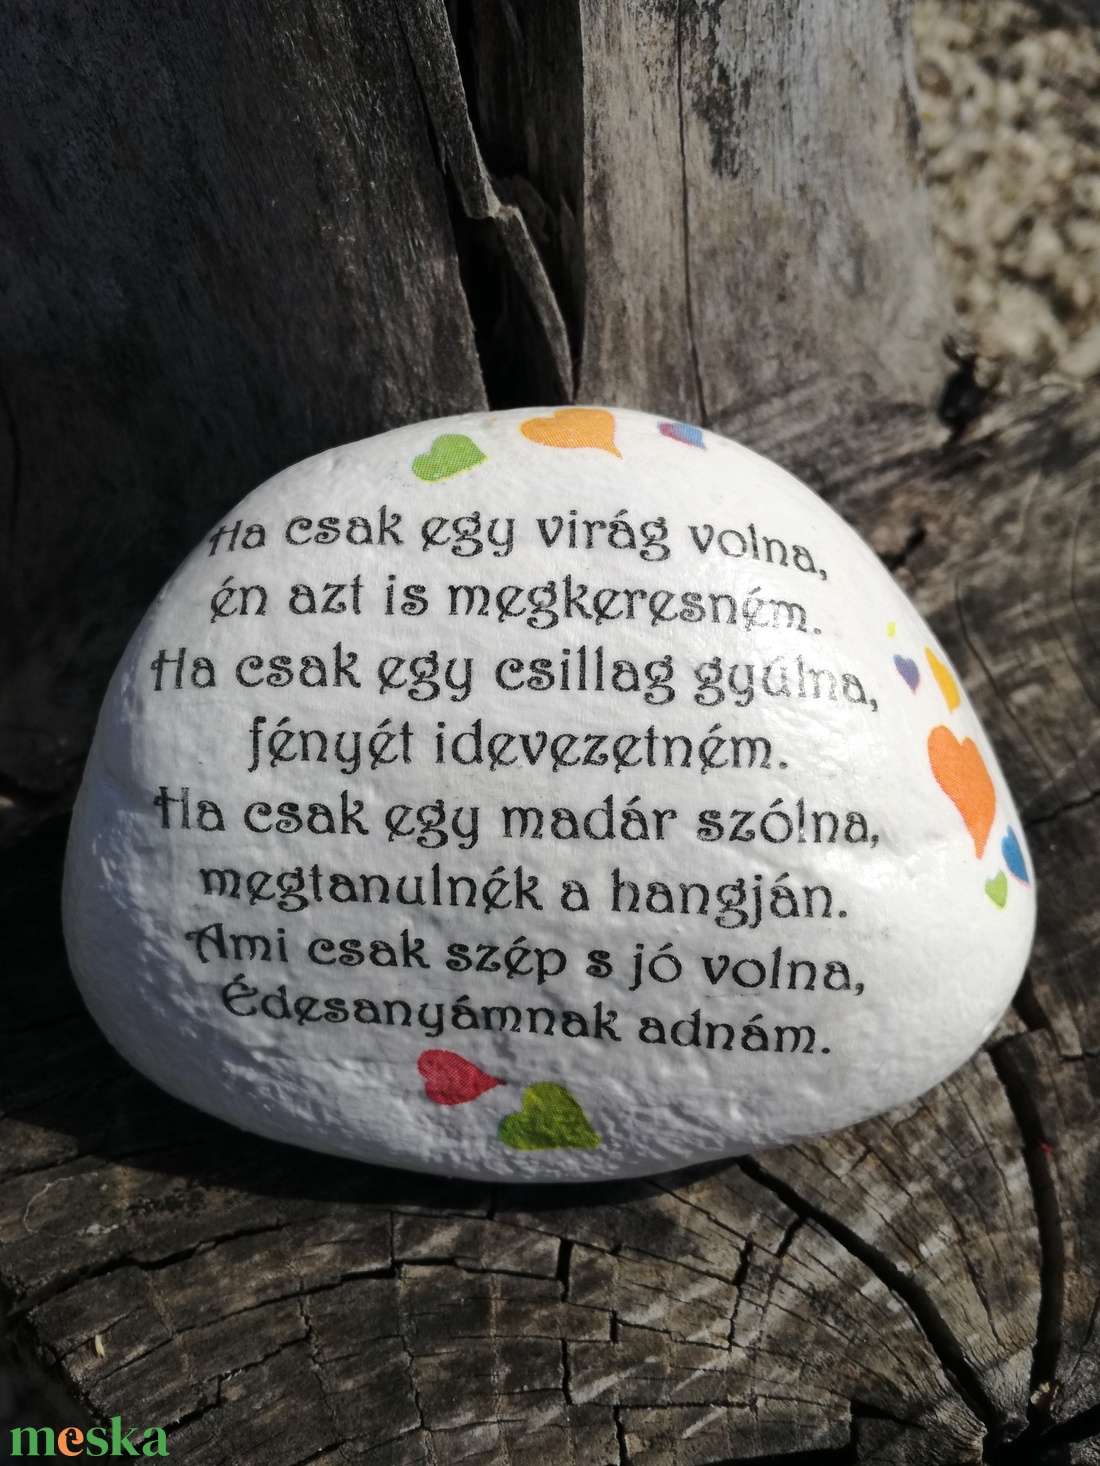 Ha csak egy virág volna,
én azt is megkeresném.
Ha csak egy csillag gyúlna,
fényét idevezetném.
Ha csak egy madár szólna,
megtanulnék a hangján.
Ami csak szép s jó volna,
Édesanyámnak adnám.
meska